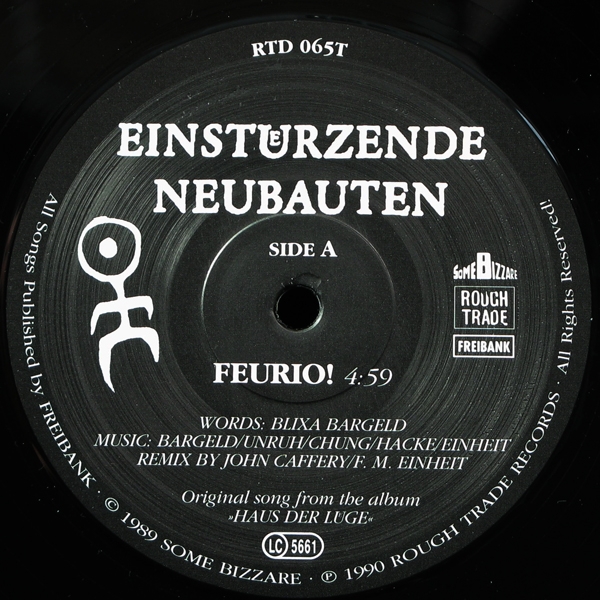 RTD 065T
EINSTÜRZENDE
NEUBAUTEN
SIDE A
SOME BIZZARE
ROUGH
TRADE
FREIBANK
FEURIO! 4:59
WORDS: BLIXA BARGELD
MUSIC: BARGELD/UNRUH/CHUNG/HACKE/EINHEIT
REMIX BY JOHN CAFFERY/F. M. EINHEIT
Original song from the album
»HAUS DER LÜGE«
LC 5661
All Songs Published by FREIBANK · © 1989 SOME BIZZARE · ℗ 1990 ROUGH TRADE RECORDS · All Rights Reserved!